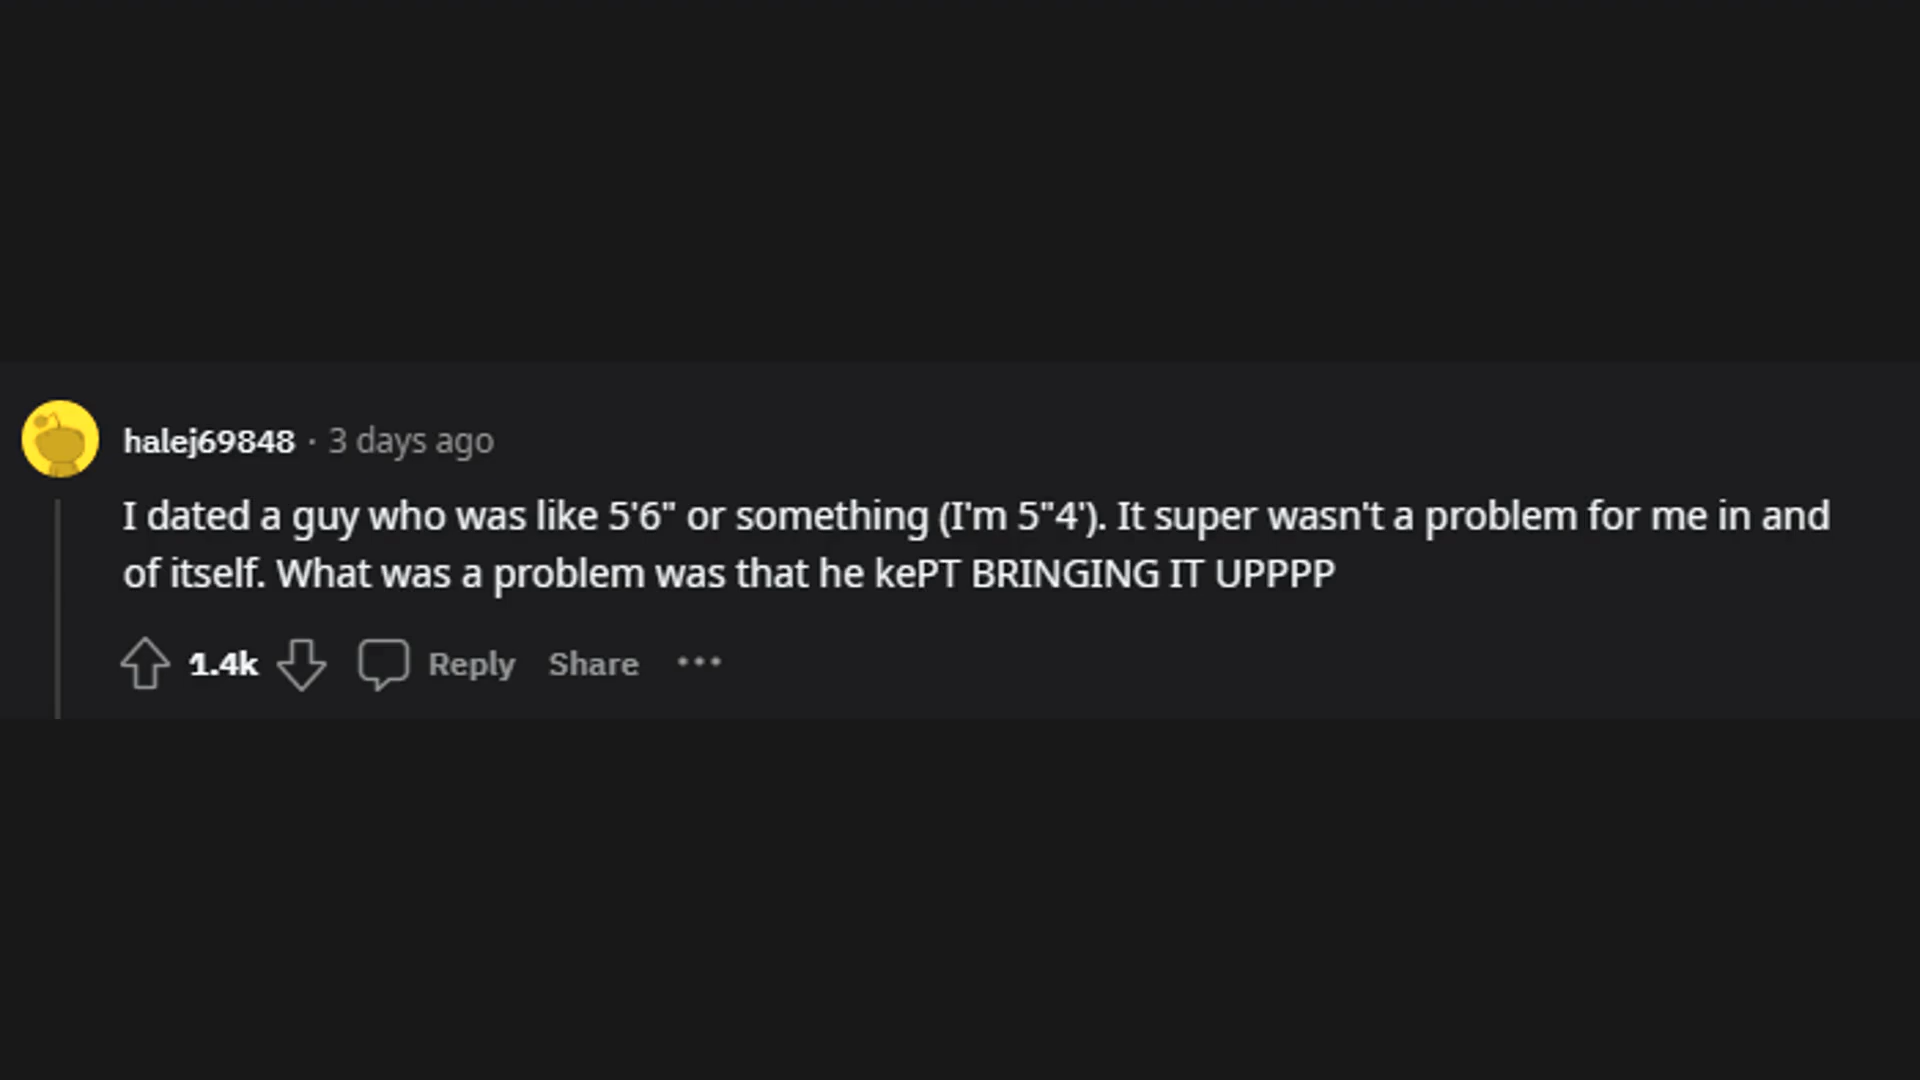 halej69848 · 3 days ago
I dated a guy who was like 5'6" or something (I'm 5"4'). It super wasn't a problem for me in and
of itself. What was a problem was that he kePT BRINGING IT UPPPP
1.4k Reply Share ···